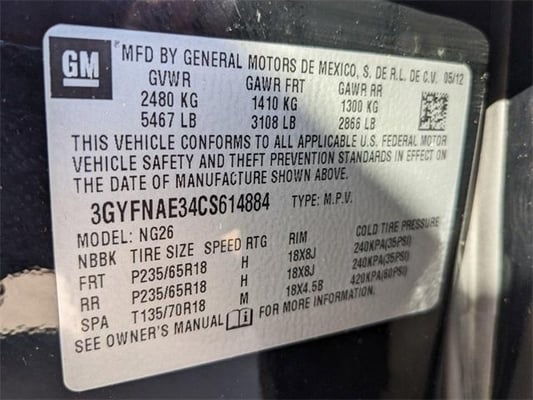 GM
MFD BY GENERAL MOTORS DE MEXICO, S. DE R.L. DE C.V. 05/12
GVWR GAWR FRT GAWR RR
2480 KG 1410 KG 1300 KG
5467 LB 3108 LB 2866 LB
THIS VEHICLE CONFORMS TO ALL APPLICABLE U.S. FEDERAL MOTOR
VEHICLE SAFETY AND THEFT PREVENTION STANDARDS IN EFFECT ON
THE DATE OF MANUFACTURE SHOWN ABOVE.
3GYFNAE34CS614884 TYPE: M.P.V.
MODEL: NG26
NBBK TIRE SIZE SPEED RTG RIM COLD TIRE PRESSURE
FRT P235/65R18 H 18X8J 240KPA(35PSI)
RR P235/65R18 H 18X8J 240KPA(35PSI)
SPA T135/70R18 M 18X4.5B 420KPA(60PSI)
SEE OWNER'S MANUAL FOR MORE INFORMATION.